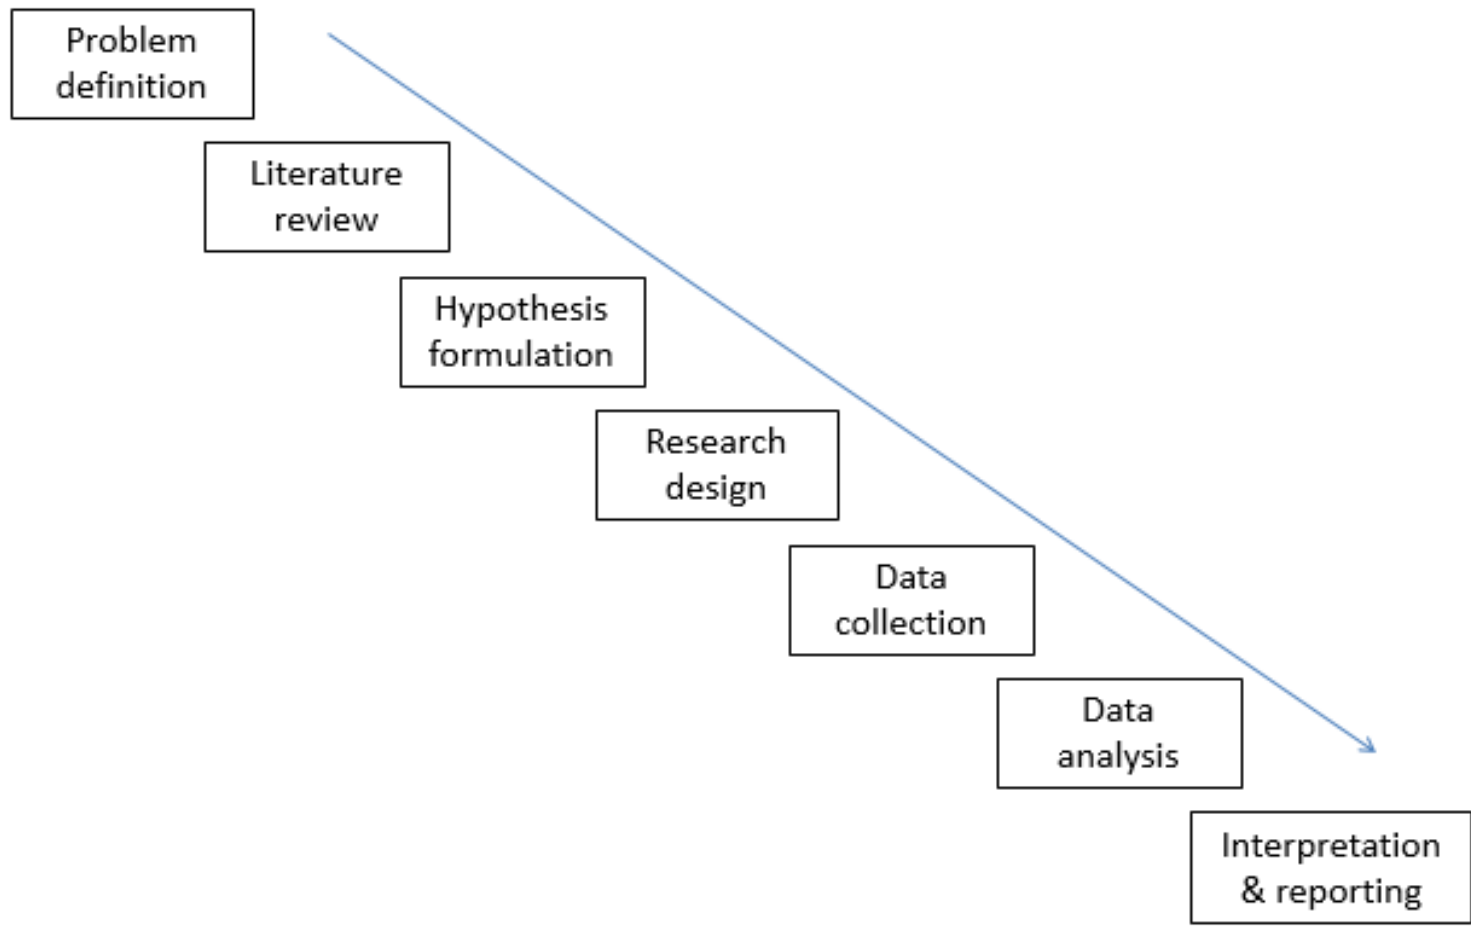 Problem
definition
Literature
review
Hypothesis
formulation
Research
design
Data
collection
Data
analysis
Interpretation
& reporting